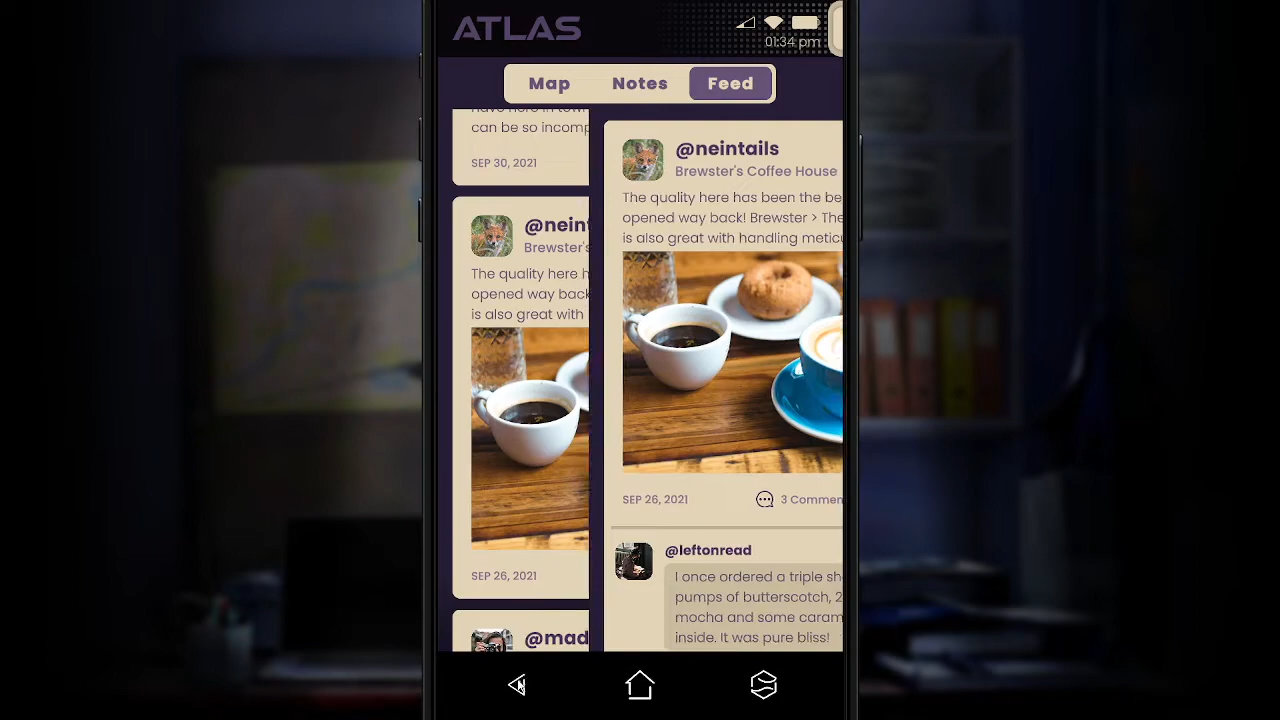 ATLAS
01:34 pm
Map Notes Feed
can be so incomp
SEP 30, 2021
@neint
Brewster's
The quality here h
opened way back
is also great with
SEP 26, 2021
@mad
@neintails
Brewster's Coffee House
The quality here has been the be
opened way back! Brewster > The
is also great with handling meticu
SEP 26, 2021
3 Commen
@leftonread
I once ordered a triple sh
pumps of butterscotch, 2
mocha and some caram
inside. It was pure bliss!